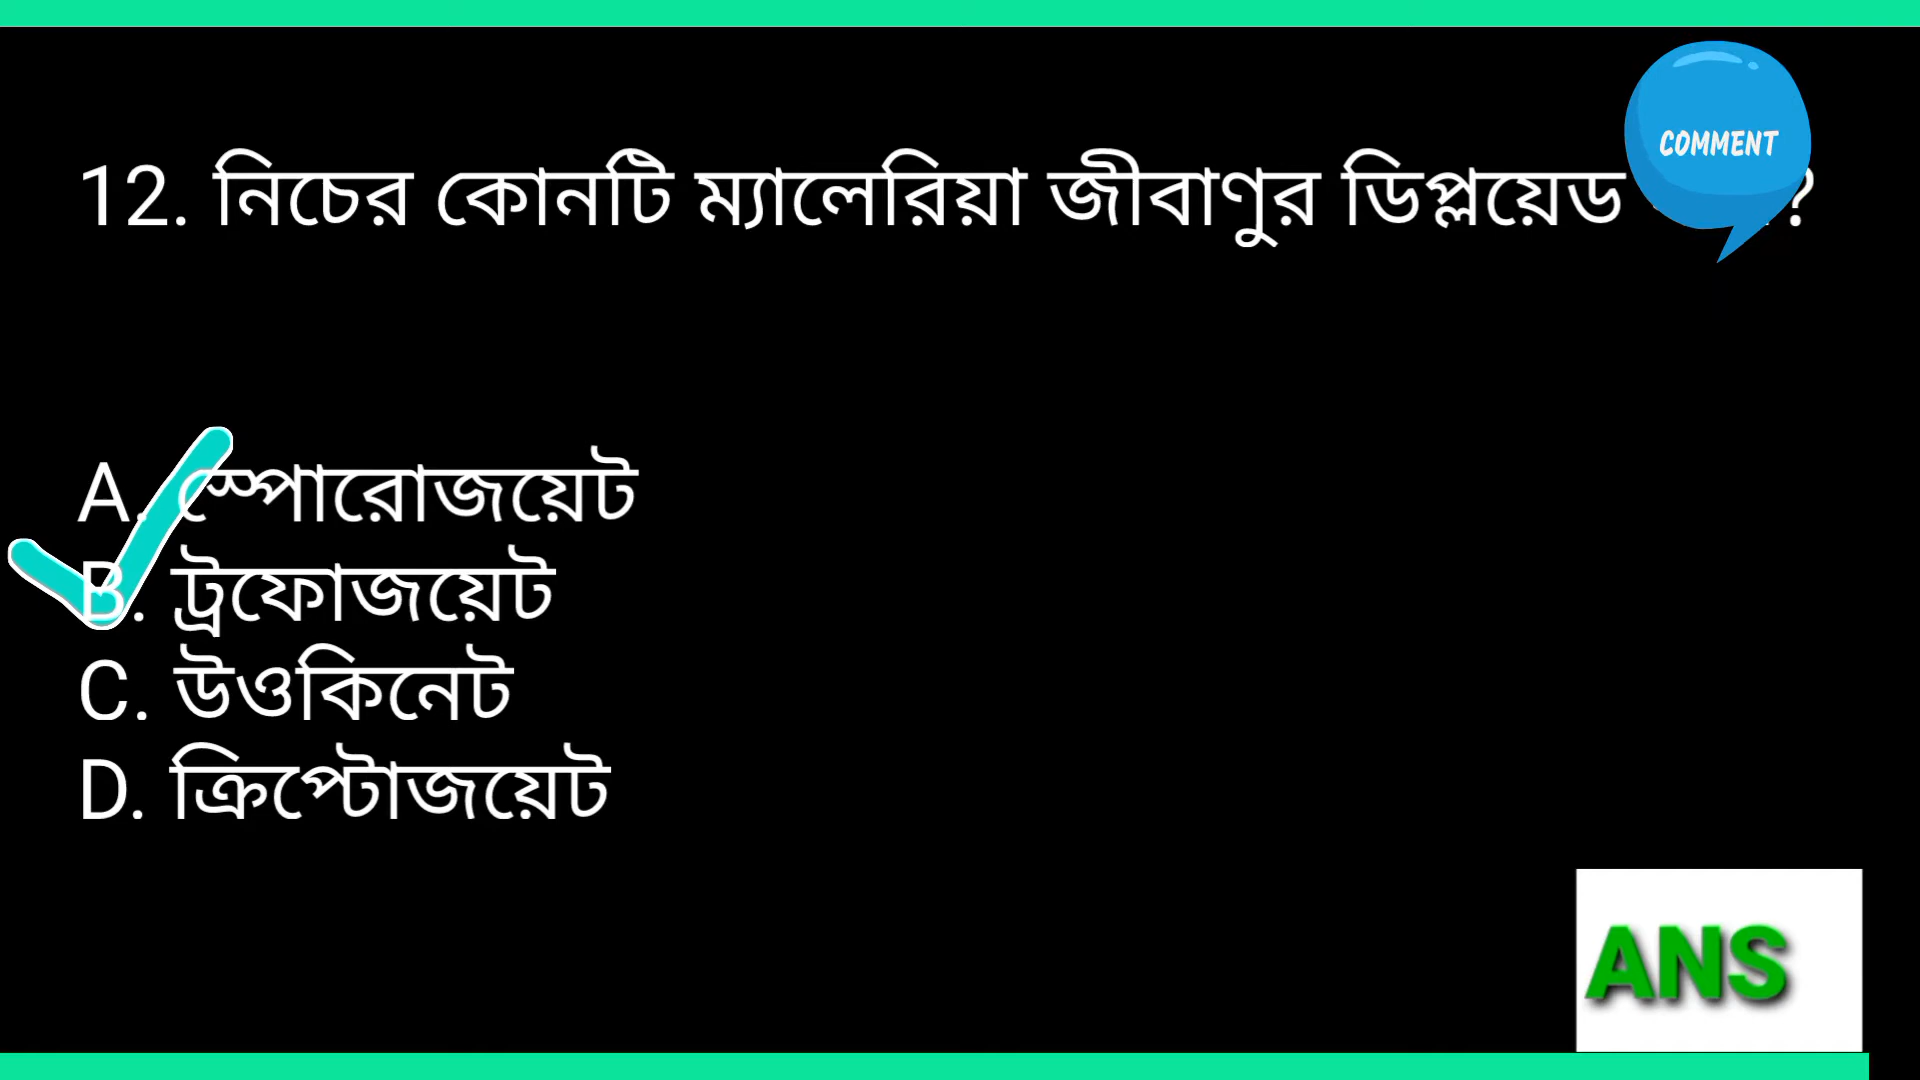 COMMENT
12. নিচের কোনটি ম্যালেরিয়া জীবাণুর ডিপ্লয়েড ?
A. স্পোরোজয়েট
B. ট্রফোজয়েট
C. উওকিনেট
D. ক্রিপ্টোজয়েট
ANS